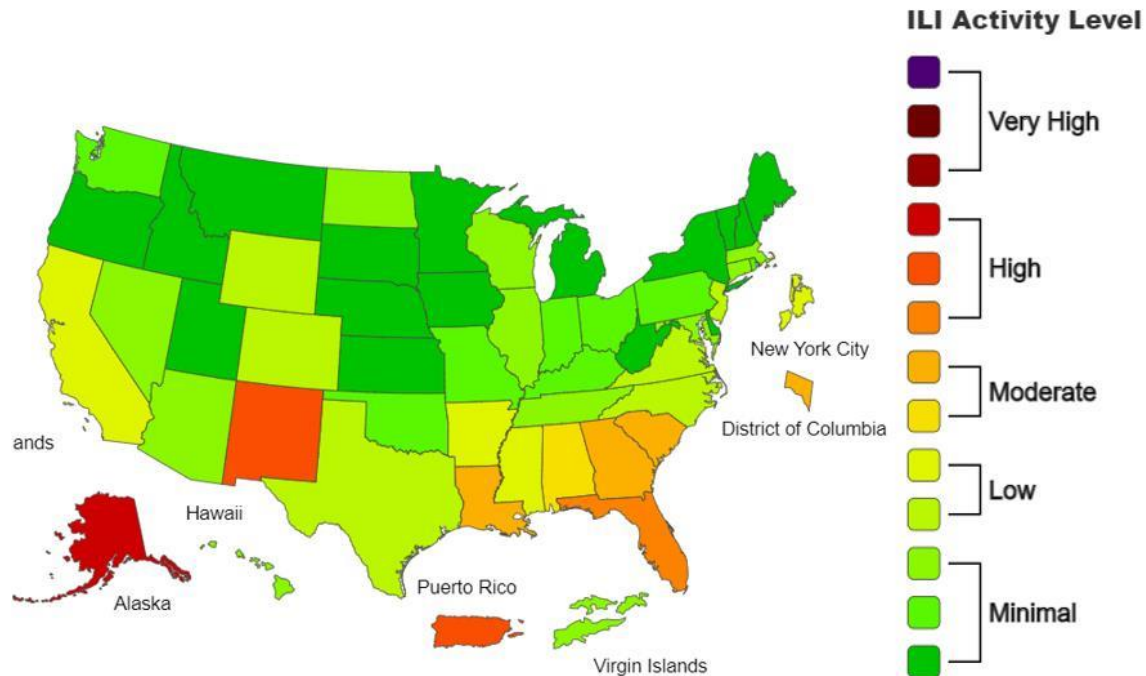 ILI Activity Level
Very High
High
Moderate
Low
Minimal
New York City
District of Columbia
ands
Hawaii
Alaska
Puerto Rico
Virgin Islands